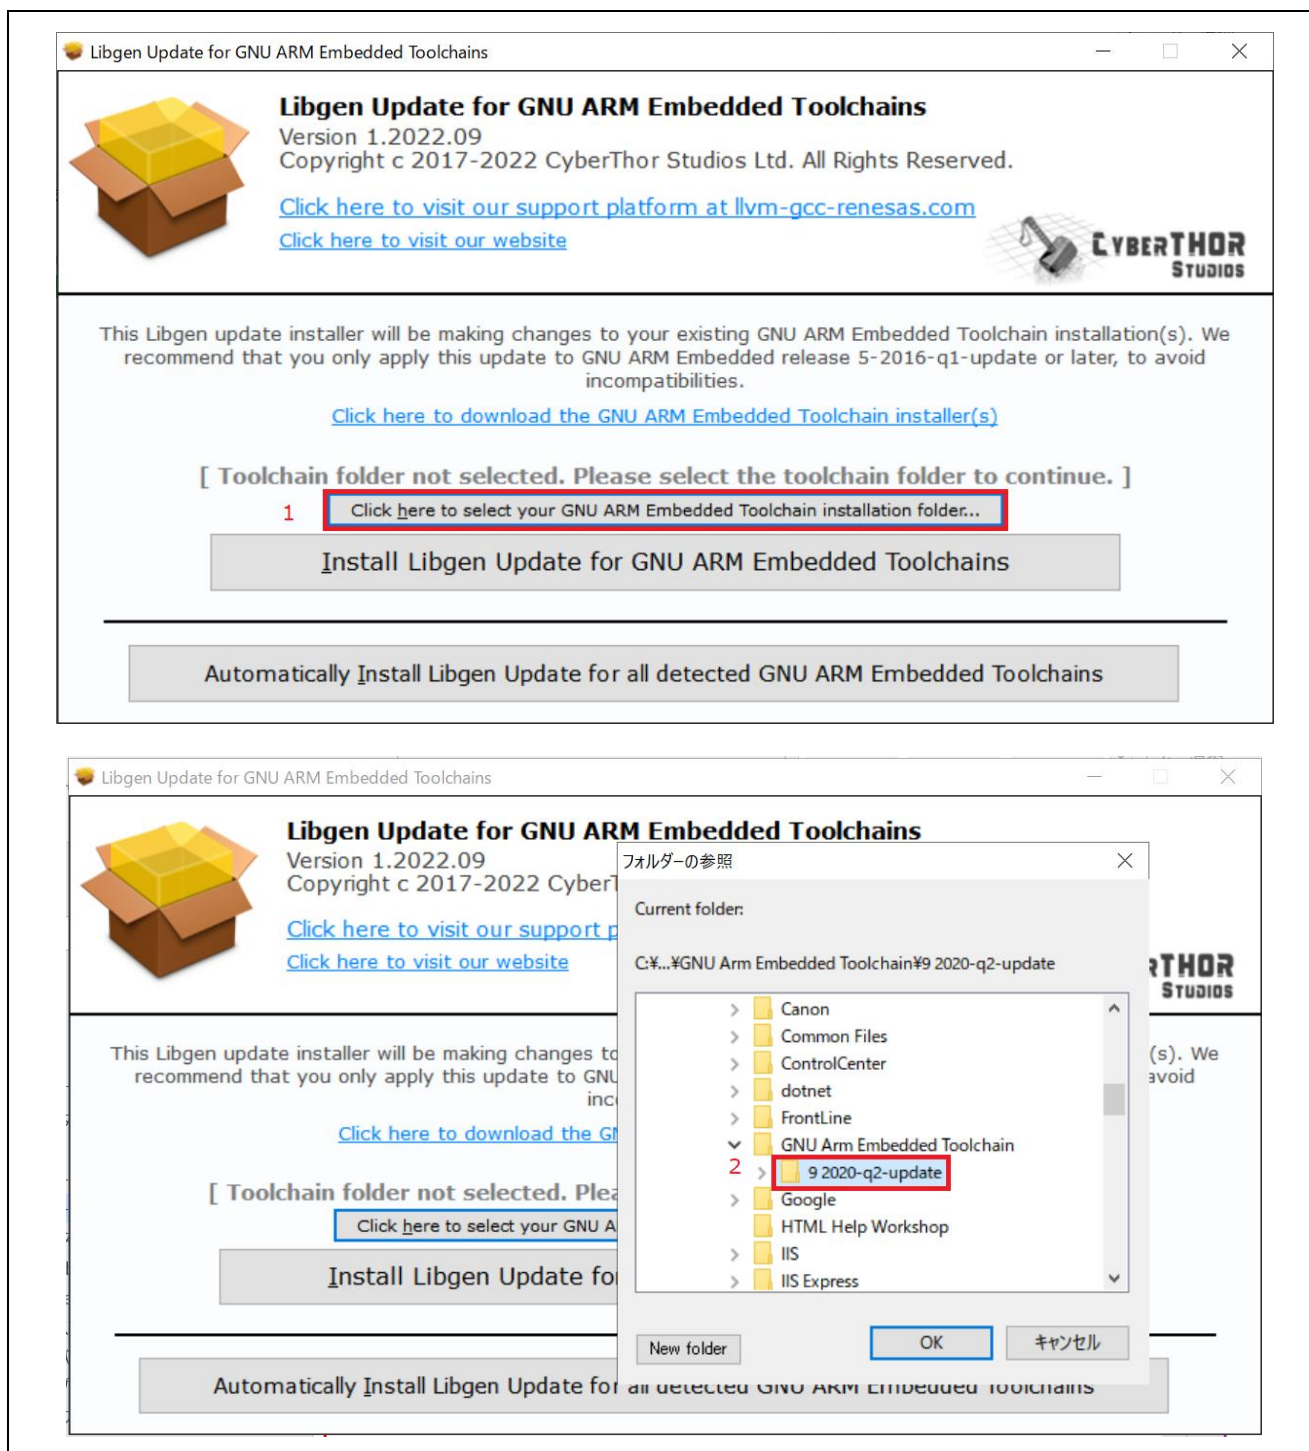 Libgen Update for GNU ARM Embedded Toolchains
Libgen Update for GNU ARM Embedded Toolchains
Version 1.2022.09
Copyright c 2017-2022 CyberThor Studios Ltd. All Rights Reserved.
Click here to visit our support platform at llvm-gcc-renesas.com
Click here to visit our website
CYBERTHOR
STUDIOS
This Libgen update installer will be making changes to your existing GNU ARM Embedded Toolchain installation(s). We
recommend that you only apply this update to GNU ARM Embedded release 5-2016-q1-update or later, to avoid
incompatibilities.
Click here to download the GNU ARM Embedded Toolchain installer(s)
[ Toolchain folder not selected. Please select the toolchain folder to continue. ]
1 Click here to select your GNU ARM Embedded Toolchain installation folder...
Install Libgen Update for GNU ARM Embedded Toolchains
Automatically Install Libgen Update for all detected GNU ARM Embedded Toolchains
Libgen Update for GNU ARM Embedded Toolchains
Libgen Update for GNU ARM Embedded Toolchains
Version 1.2022.09
Copyright c 2017-2022 CyberT
Click here to visit our support p
Click here to visit our website
THOR
STUDIOS
This Libgen update installer will be making changes to (s). We
recommend that you only apply this update to GNU avoid
inc
Click here to download the GN
[ Toolchain folder not selected. Plea
Click here to select your GNU A
Install Libgen Update for
Automatically Install Libgen Update for all detected GNU ARM Embedded Toolchains
フォルダーの参照
Current folder:
C:¥...¥GNU Arm Embedded Toolchain¥9 2020-q2-update
Canon
Common Files
ControlCenter
dotnet
FrontLine
GNU Arm Embedded Toolchain
2 9 2020-q2-update
Google
HTML Help Workshop
IIS
IIS Express
New folder
OK
キャンセル